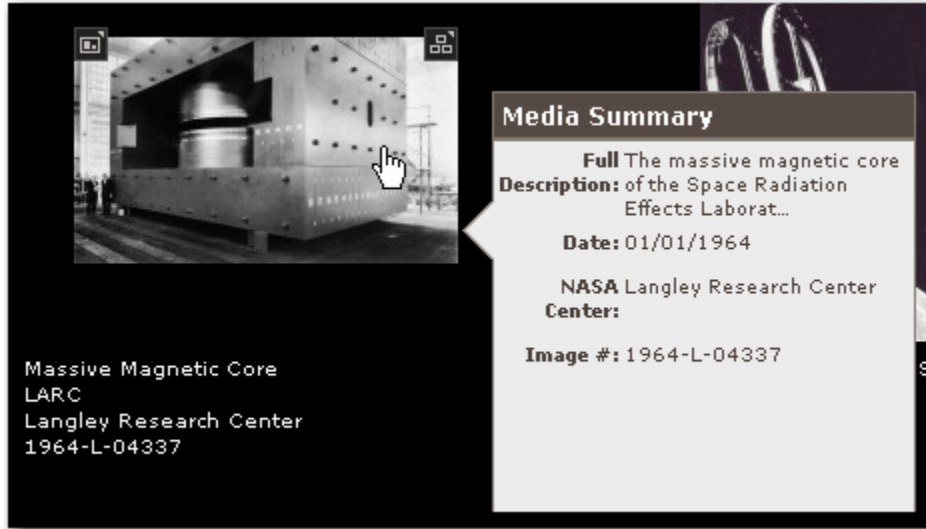 Media Summary
Full The massive magnetic core
Description: of the Space Radiation
Effects Laborat...
Date: 01/01/1964
NASA Langley Research Center
Center:
Image #: 1964-L-04337
Massive Magnetic Core
LARC
Langley Research Center
1964-L-04337